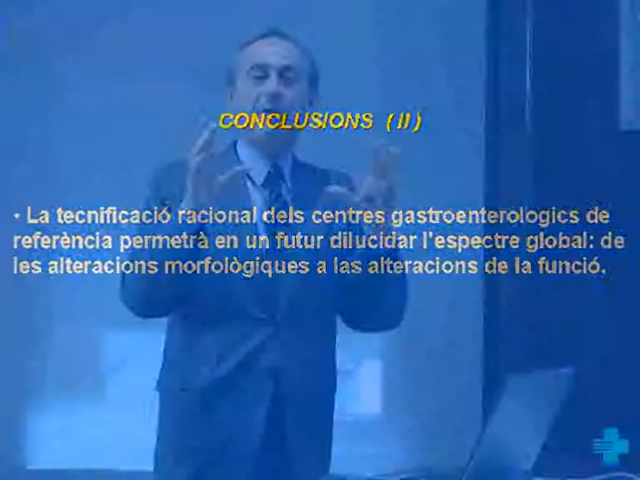 CONCLUSIONS (II)
• La tecnificació racional dels centres gastroenterologics de
referència permetrà en un futur dilucidar l'espectre global: de
les alteracions morfològiques a las alteracions de la funció.